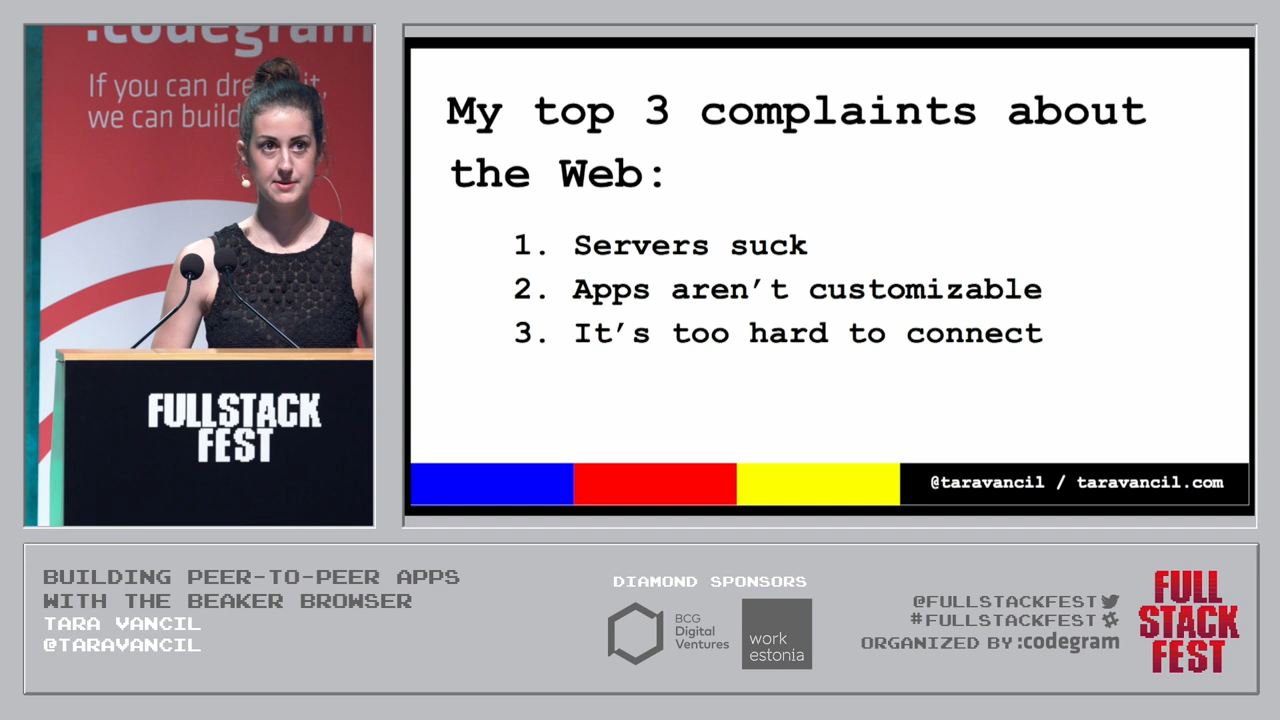 :codegram
If you can dre it,
we can build
FULLSTACK
FEST
My top 3 complaints about
the Web:
1. Servers suck
2. Apps aren't customizable
3. It's too hard to connect
@taravancil / taravancil.com
BUILDING PEER-TO-PEER APPS
WITH THE BEAKER BROWSER
TARA VANCIL
@TARAVANCIL
DIAMOND SPONSORS
BCG
Digital
Ventures
work
estonia
@FULLSTACKFEST
#FULLSTACKFEST
ORGANIZED BY :codegram
FULL
STACK
FEST